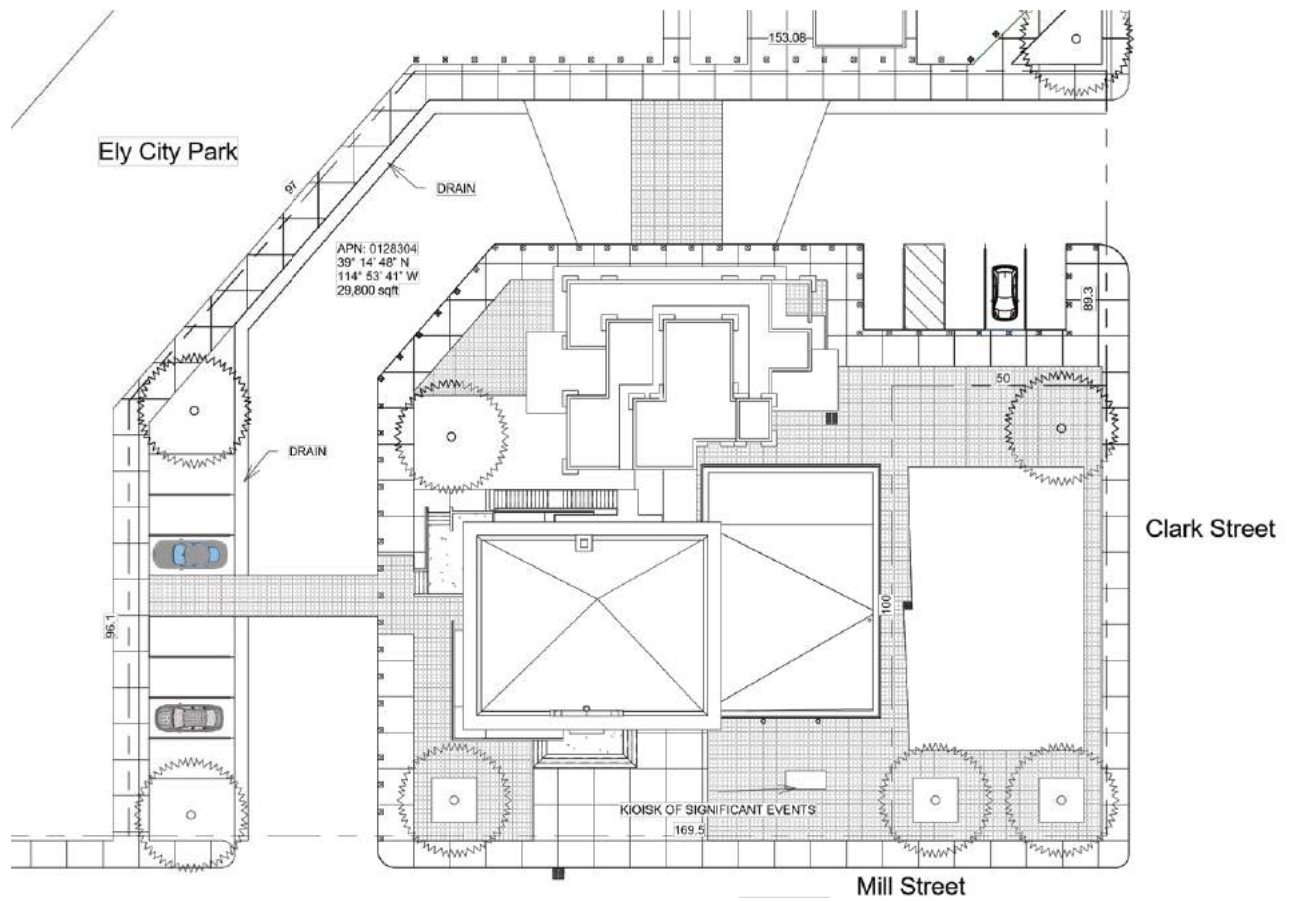 153.08
Ely City Park
97
DRAIN
APN: 0128304
39° 14' 48" N
114° 53' 41" W
29,800 sqft
89.3
50
DRAIN
Clark Street
100
96.1
KIOISK OF SIGNIFICANT EVENTS
169.5
Mill Street